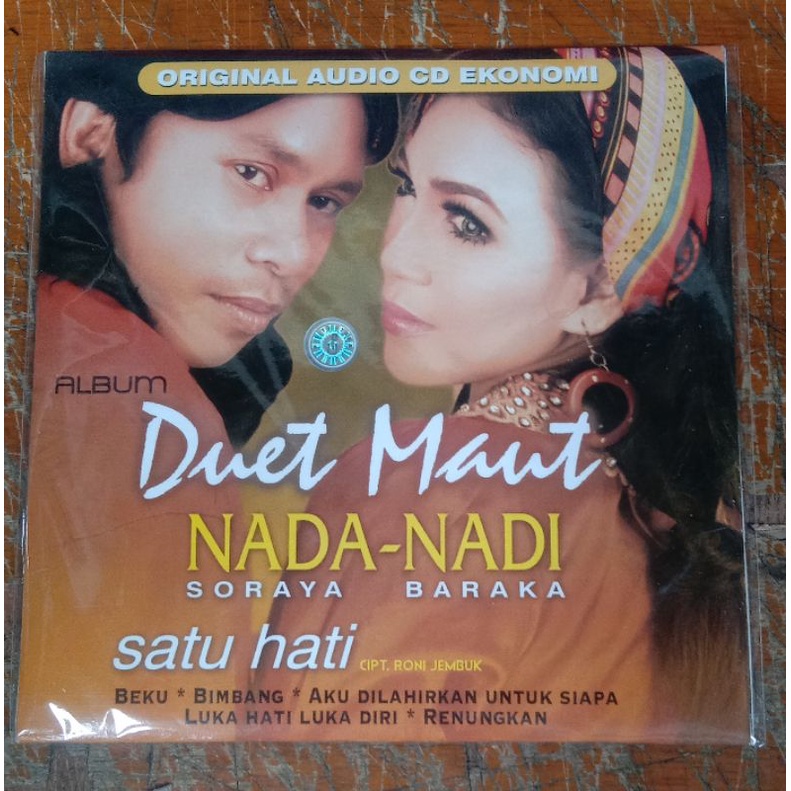 ORIGINAL AUDIO CD EKONOMI
ALBUM
Duet Maut
NADA-NADI
SORAYA BARAKA
satu hati CIPT. RONI JEMBUK
BEKU * BIMBANG * AKU DILAHIRKAN UNTUK SIAPA
LUKA HATI LUKA DIRI * RENUNGKAN